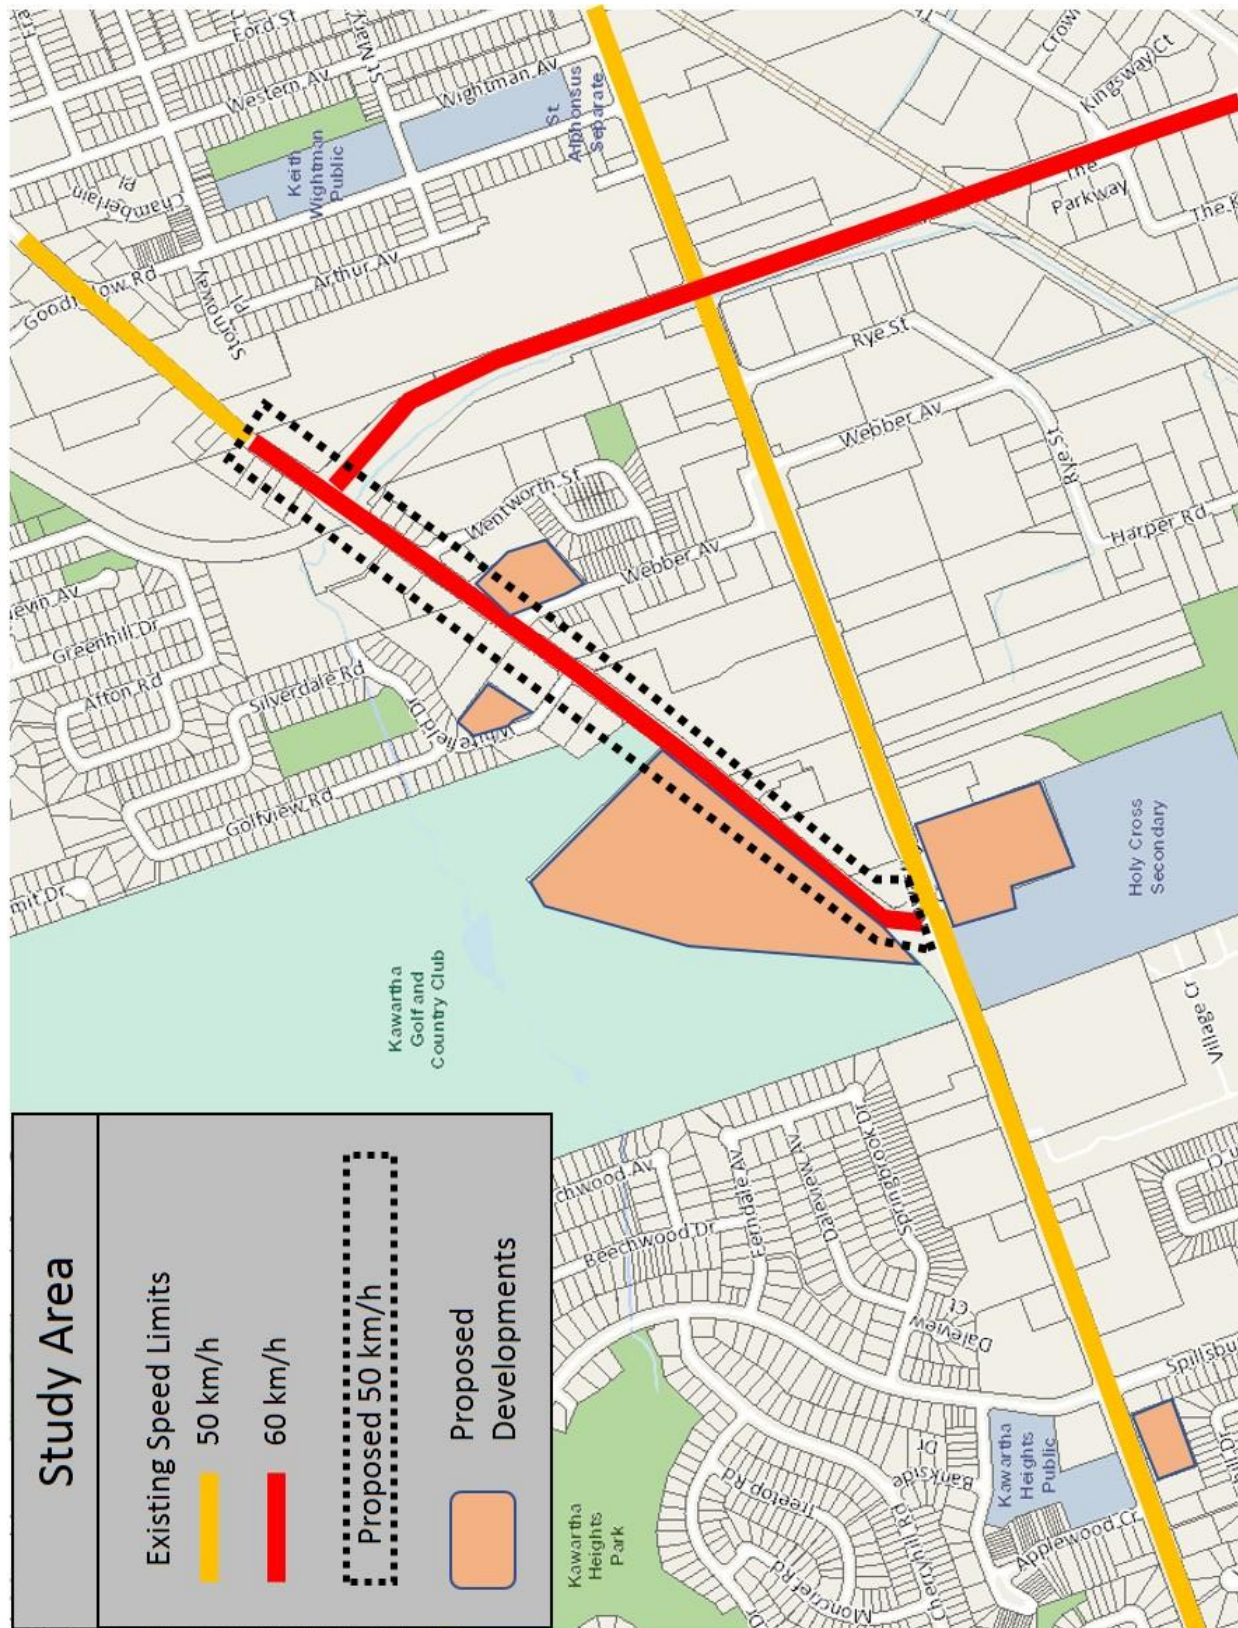 Study Area
Existing Speed Limits
50 km/h
60 km/h
Proposed 50 km/h
Proposed
Developments
Ford St
St Mary
Western Av
Wightman Av
Keith
Wightman
Public
St.
Alphonsus
Separate
Chamberlain
Pl
Stornoway
Pl
Arthur Av
Crown
Kingsway Ct
The
Parkway
Rye St
Webber Av
Rye St
Harper Rd
Wentworth St
Webber Av
Greenhill Dr
Afton Rd
Silverdale Rd
Whitefield Dr
Golfview Rd
Kawartha
Golf and
Country Club
Holy Cross
Secondary
Village Cr
Beechwood Dr
Ferndale Av
Daleview Av
Springbrook Dr
Daleview
Ct
Kawartha
Heights
Park
Treetop Rd
Moncrief Rd
Cherryhill Rd
Bankside
Dr
Kawartha
Heights
Public
Applewood Cr